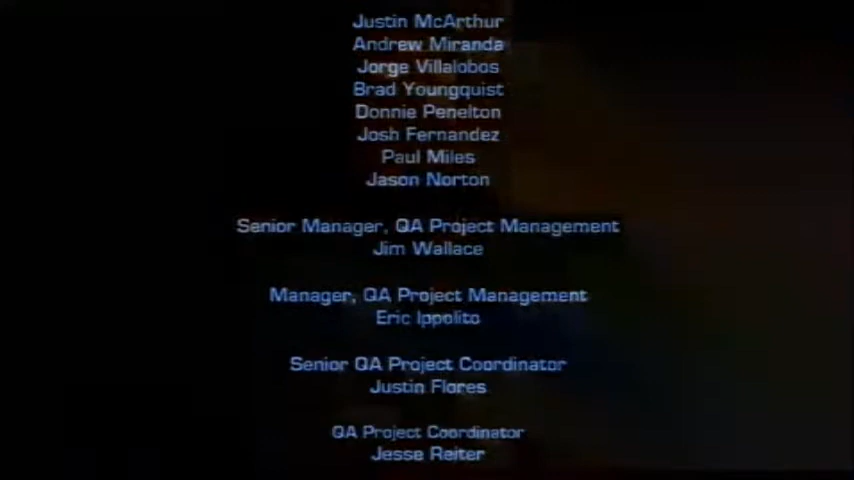 Justin McArthur
Andrew Miranda
Jorge Villalobos
Brad Youngquist
Donnie Penelton
Josh Fernandez
Paul Miles
Jason Norton
Senior Manager, QA Project Management
Jim Wallace
Manager, QA Project Management
Eric Ippolito
Senior QA Project Coordinator
Justin Flores
QA Project Coordinator
Jesse Reiter